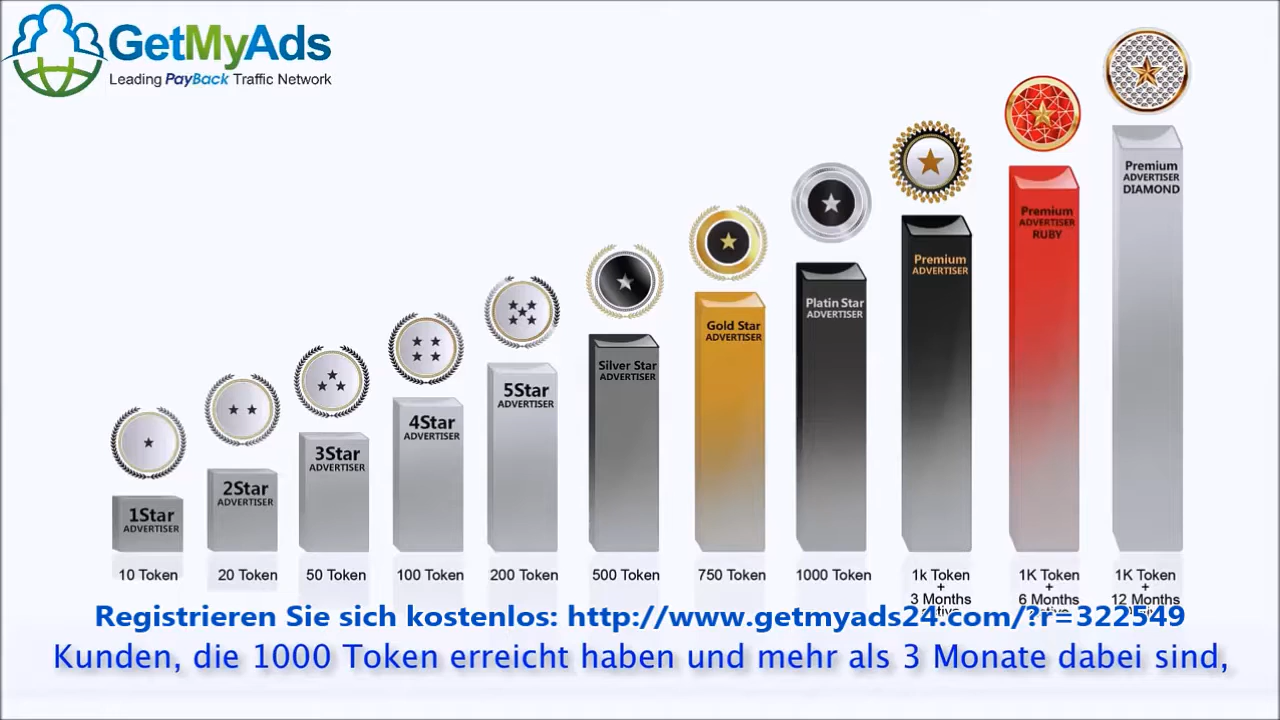 GetMyAds
Leading PayBack Traffic Network
1Star
ADVERTISER
2Star
ADVERTISER
3Star
ADVERTISER
4Star
ADVERTISER
5Star
ADVERTISER
Silver Star
ADVERTISER
Gold Star
ADVERTISER
Platin Star
ADVERTISER
Premium
ADVERTISER
Premium
ADVERTISER
RUBY
Premium
ADVERTISER
DIAMOND
10 Token
20 Token
50 Token
100 Token
200 Token
500 Token
750 Token
1000 Token
1k Token
+
3 Months
1K Token
+
6 Months
1K Token
+
12 Months
Registrieren Sie sich kostenlos: http://www.getmyads24.com/?r=322549
Kunden, die 1000 Token erreicht haben und mehr als 3 Monate dabei sind,